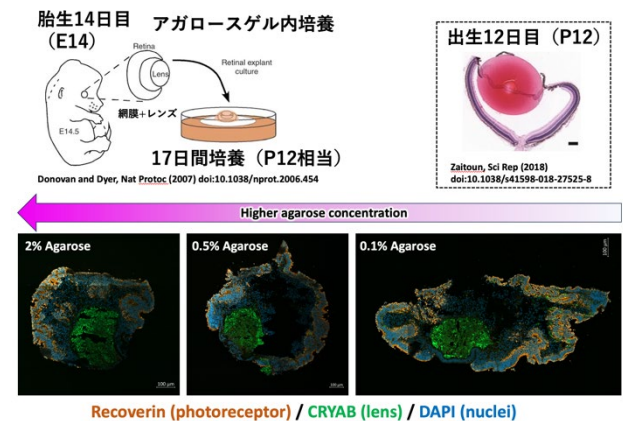 胎生14日目
（E14）
アガロースゲル内培養
Retina
Lens
Retinal explant
culture
網膜+レンズ
E14.5
17日間培養（P12相当）
Donovan and Dyer, Nat Protoc (2007) doi:10.1038/nprot.2006.454
出生12日目（P12）
Zaitoun, Sci Rep (2018)
doi:10.1038/s41598-018-27525-8
Higher agarose concentration
2% Agarose
100 μm
0.5% Agarose
100 μm
0.1% Agarose
100 μm
Recoverin (photoreceptor) / CRYAB (lens) / DAPI (nuclei)